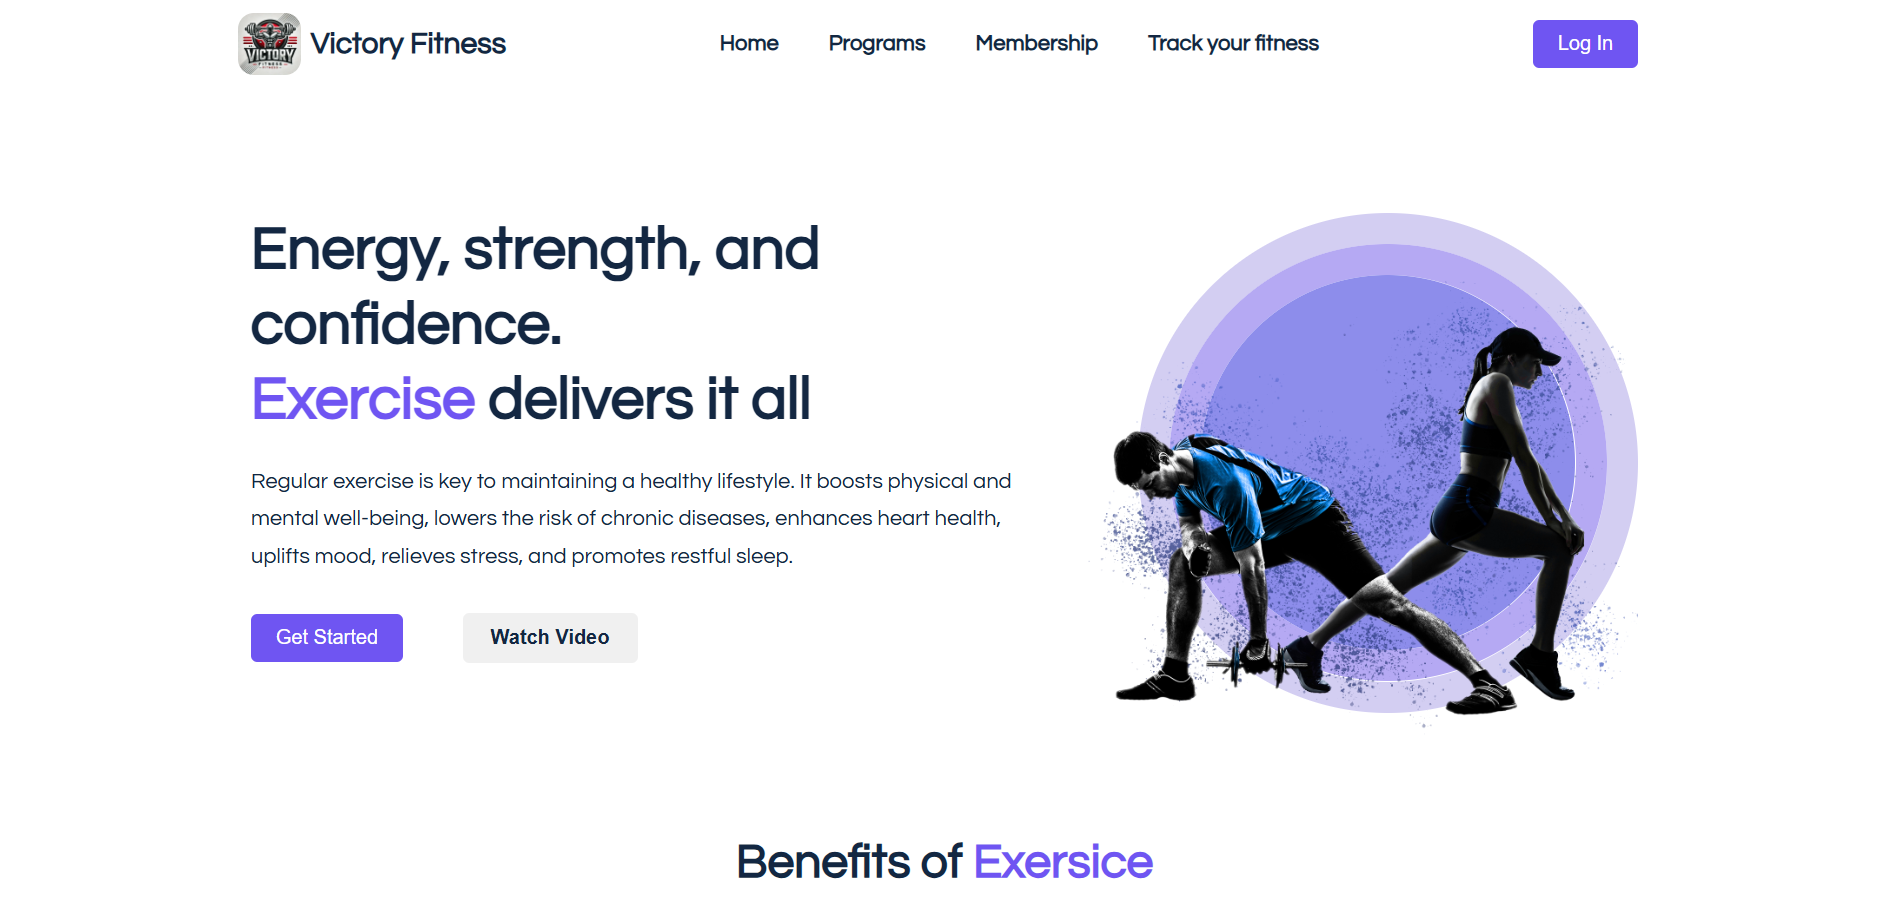 VICTORY
FITNESS
Victory Fitness
Home
Programs
Membership
Track your fitness
Log In
Energy, strength, and
confidence.
Exercise delivers it all
Regular exercise is key to maintaining a healthy lifestyle. It boosts physical and
mental well-being, lowers the risk of chronic diseases, enhances heart health,
uplifts mood, relieves stress, and promotes restful sleep.
Get Started
Watch Video
Benefits of Exersice